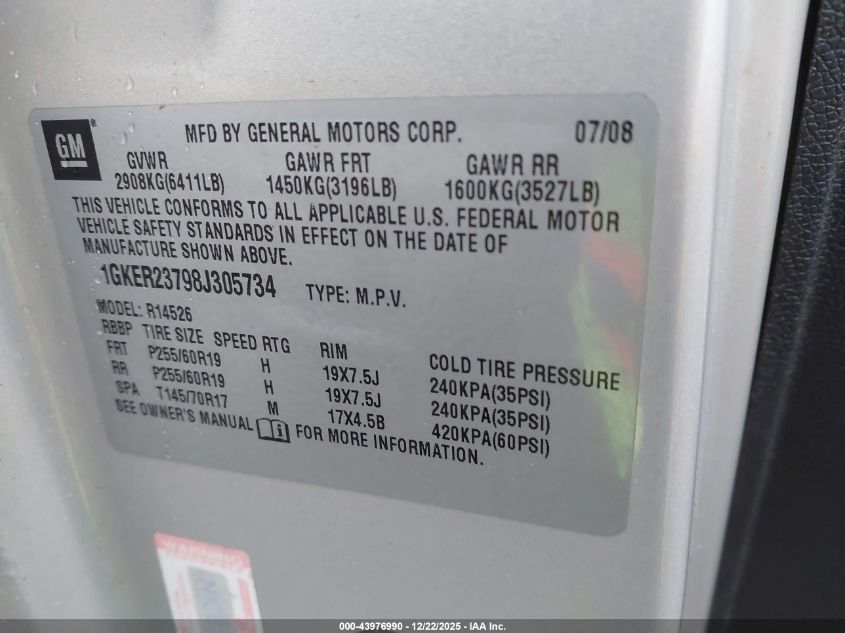 GM ®
MFD BY GENERAL MOTORS CORP. 07/08
GVWR GAWR FRT GAWR RR
2908KG(6411LB) 1450KG(3196LB) 1600KG(3527LB)
THIS VEHICLE CONFORMS TO ALL APPLICABLE U.S. FEDERAL MOTOR
VEHICLE SAFETY STANDARDS IN EFFECT ON THE DATE OF
MANUFACTURE SHOWN ABOVE.
1GKER23798J305734 TYPE: M.P.V.
MODEL: R14526
RBBP TIRE SIZE SPEED RTG RIM COLD TIRE PRESSURE
FRT P255/60R19 H 19X7.5J 240KPA(35PSI)
RR P255/60R19 H 19X7.5J 240KPA(35PSI)
SPA T145/70R17 M 17X4.5B 420KPA(60PSI)
SEE OWNER'S MANUAL FOR MORE INFORMATION.
WARNING
000-43976990 - 12/22/2025 - IAA Inc.